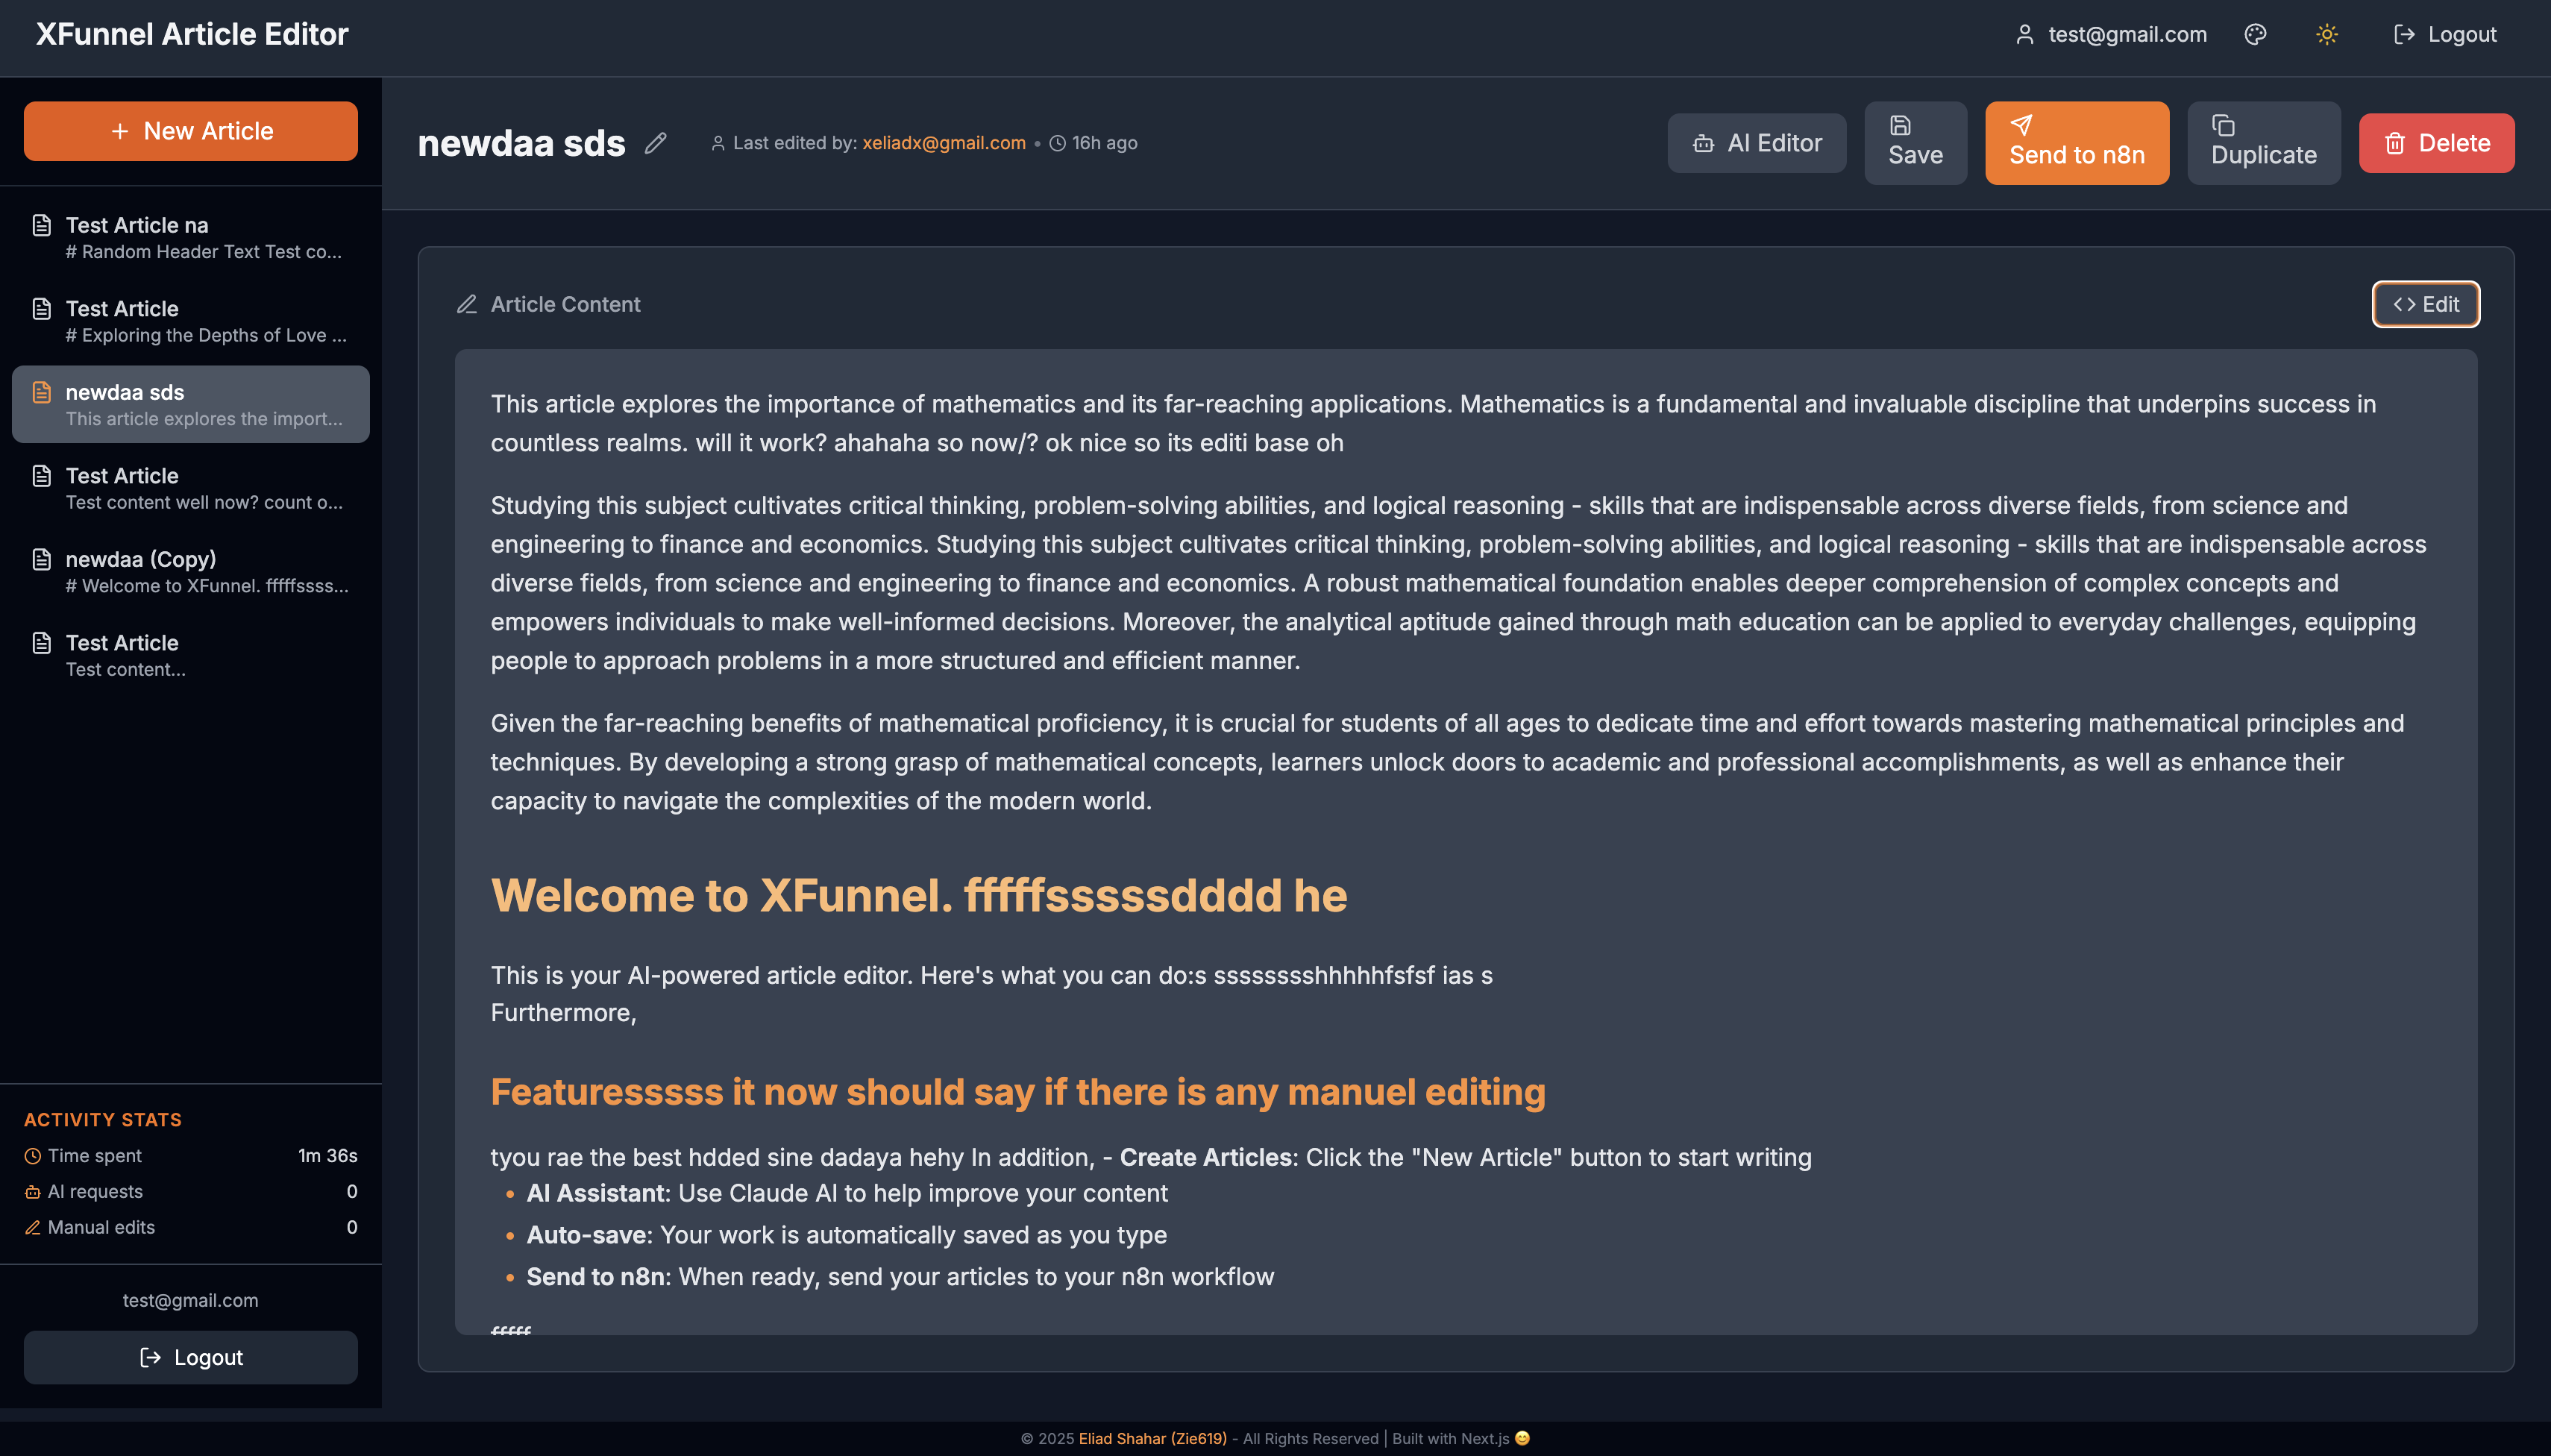 XFunnel Article Editor
test@gmail.com
Logout
New Article
Test Article na
# Random Header Text Test co...
Test Article
# Exploring the Depths of Love ...
newdaa sds
This article explores the import...
Test Article
Test content well now? count o...
newdaa (Copy)
# Welcome to XFunnel. fffffssss...
Test Article
Test content...
ACTIVITY STATS
Time spent 1m 36s
AI requests 0
Manual edits 0
test@gmail.com
Logout
newdaa sds
Last edited by: xeliadx@gmail.com • 16h ago
AI Editor
Save
Send to n8n
Duplicate
Delete
Article Content
<> Edit
This article explores the importance of mathematics and its far-reaching applications. Mathematics is a fundamental and invaluable discipline that underpins success in
countless realms. will it work? ahahaha so now/? ok nice so its editi base oh
Studying this subject cultivates critical thinking, problem-solving abilities, and logical reasoning - skills that are indispensable across diverse fields, from science and
engineering to finance and economics. Studying this subject cultivates critical thinking, problem-solving abilities, and logical reasoning - skills that are indispensable across
diverse fields, from science and engineering to finance and economics. A robust mathematical foundation enables deeper comprehension of complex concepts and
empowers individuals to make well-informed decisions. Moreover, the analytical aptitude gained through math education can be applied to everyday challenges, equipping
people to approach problems in a more structured and efficient manner.
Given the far-reaching benefits of mathematical proficiency, it is crucial for students of all ages to dedicate time and effort towards mastering mathematical principles and
techniques. By developing a strong grasp of mathematical concepts, learners unlock doors to academic and professional accomplishments, as well as enhance their
capacity to navigate the complexities of the modern world.
Welcome to XFunnel. fffffsssssdddd he
This is your AI-powered article editor. Here's what you can do:s ssssssssshhhhhfsfsf ias s
Furthermore,
Featuresssss it now should say if there is any manuel editing
tyou rae the best hdded sine dadaya hehy In addition, - Create Articles: Click the "New Article" button to start writing
• AI Assistant: Use Claude AI to help improve your content
• Auto-save: Your work is automatically saved as you type
• Send to n8n: When ready, send your articles to your n8n workflow
© 2025 Eliad Shahar (Zie619) - All Rights Reserved | Built with Next.js 😊